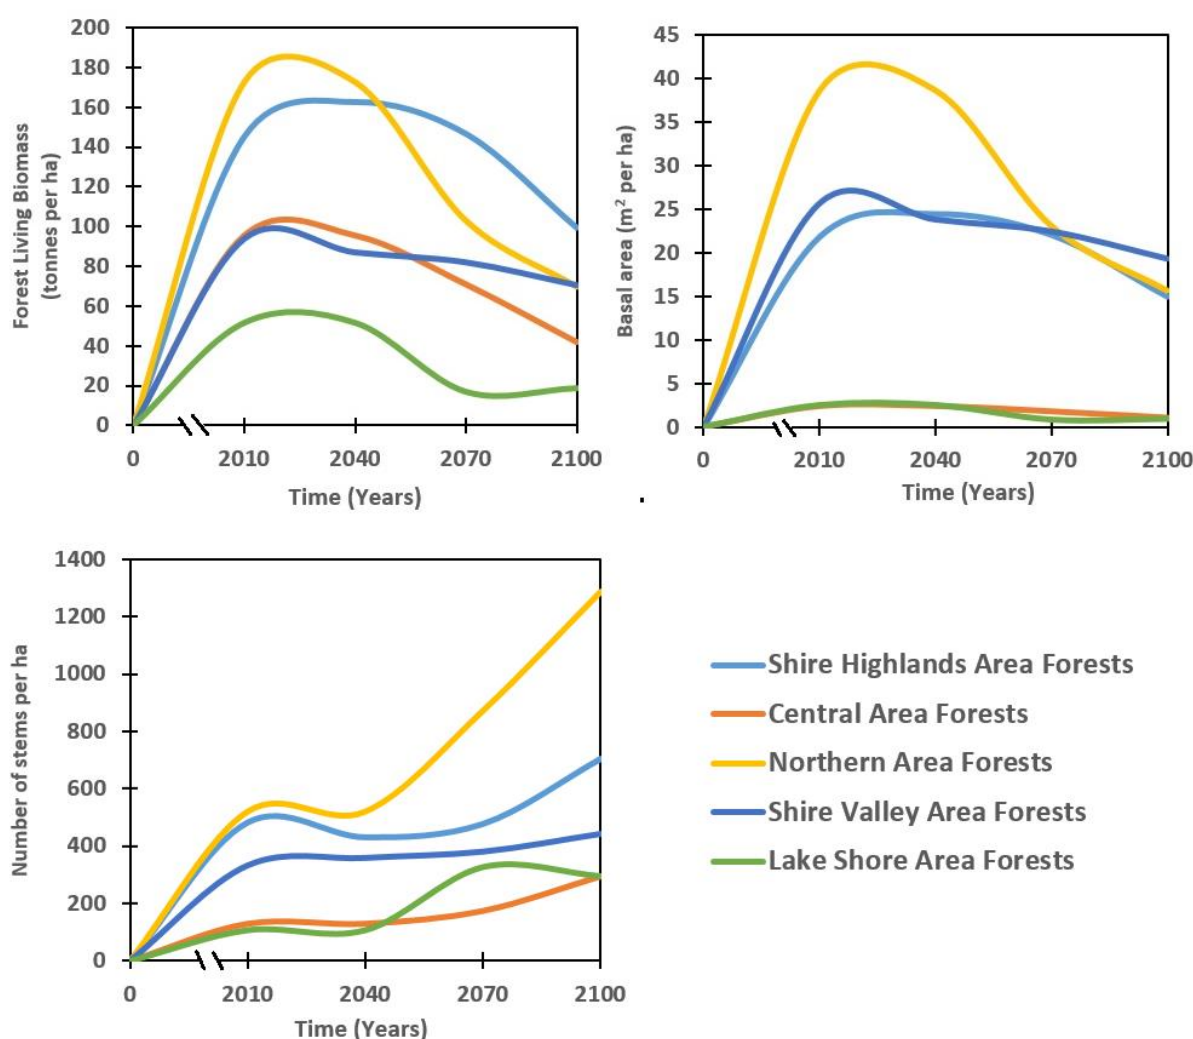 Forest Living Biomass
(tonnes per ha)
200
180
160
140
120
100
80
60
40
20
0
0 2010 2040 2070 2100
Time (Years)
Basal area (m² per ha)
45
40
35
30
25
20
15
10
5
0
0 2010 2040 2070 2100
Time (Years)
Number of stems per ha
1400
1200
1000
800
600
400
200
0
0 2010 2040 2070 2100
Time (Years)
Shire Highlands Area Forests
Central Area Forests
Northern Area Forests
Shire Valley Area Forests
Lake Shore Area Forests